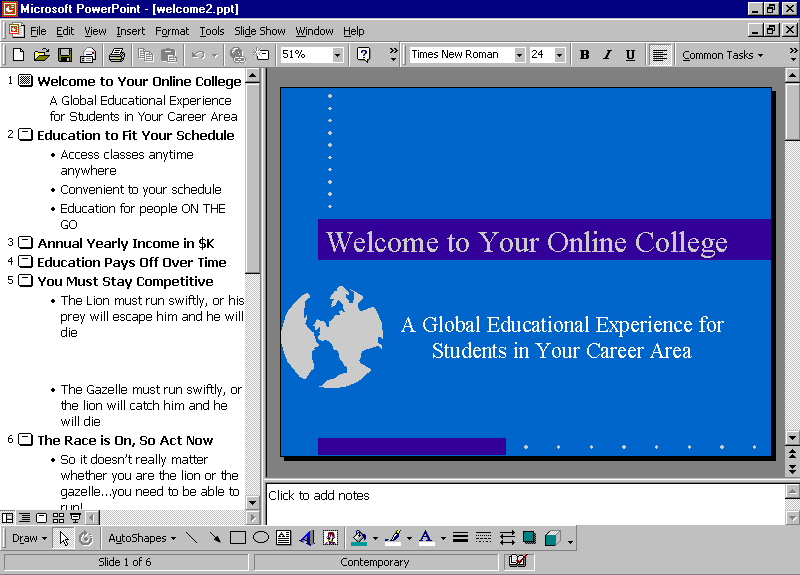 Microsoft PowerPoint - [welcome2.ppt]
File Edit View Insert Format Tools Slide Show Window Help
51% Times New Roman 24 B I U Common Tasks
1 Welcome to Your Online College
A Global Educational Experience
for Students in Your Career Area
2 Education to Fit Your Schedule
• Access classes anytime
anywhere
• Convenient to your schedule
• Education for people ON THE
GO
3 Annual Yearly Income in $K
4 Education Pays Off Over Time
5 You Must Stay Competitive
• The Lion must run swiftly, or his
prey will escape him and he will
die
• The Gazelle must run swiftly, or
the lion will catch him and he
will die
6 The Race is On, So Act Now
• So it doesn't really matter
whether you are the lion or the
gazelle...you need to be able to
run!
Welcome to Your Online College
A Global Educational Experience for
Students in Your Career Area
Click to add notes
Draw AutoShapes
Slide 1 of 6 Contemporary